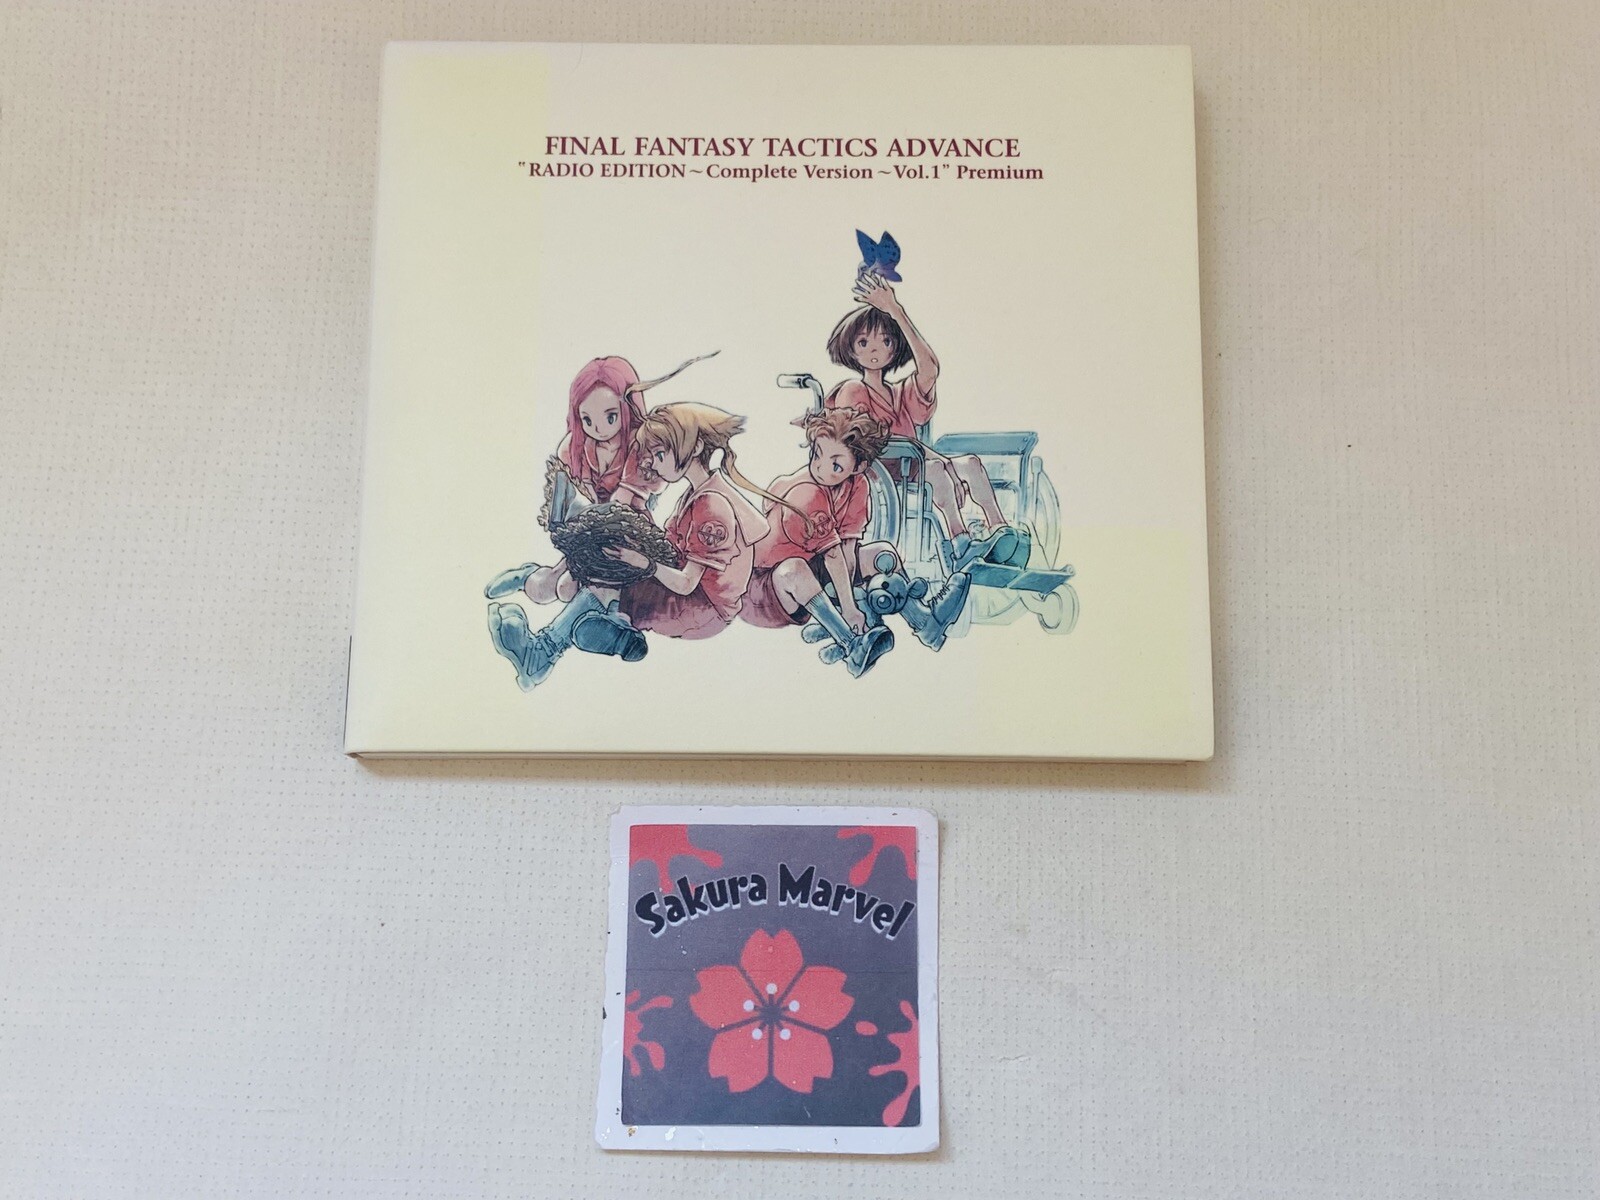 FINAL FANTASY TACTICS ADVANCE
"RADIO EDITION~Complete Version~Vol.1" Premium
Sakura Marvel